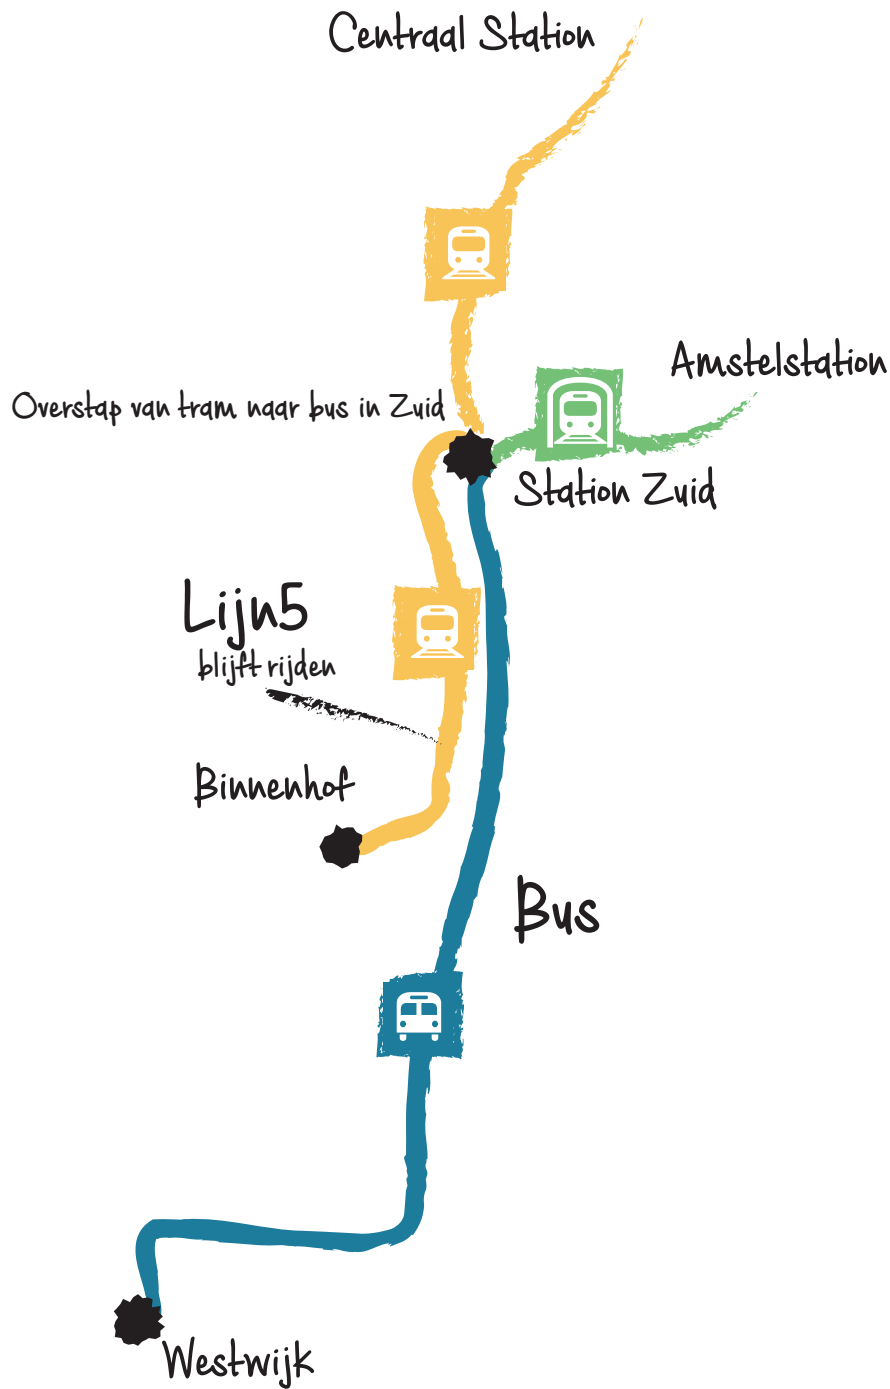 Centraal Station
Amstelstation
Overstap van tram naar bus in Zuid
Station Zuid
Lijn5
blijft rijden
Binnenhof
Bus
Westwijk